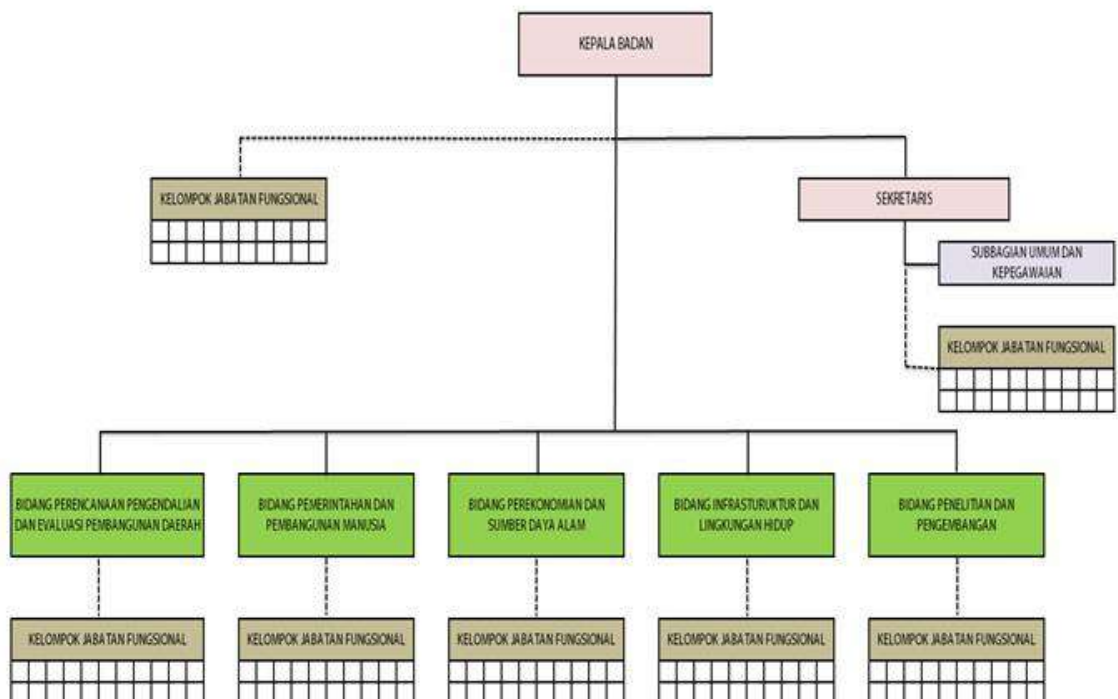 KEPALA BADAN
KELOMPOK JABATAN FUNGSIONAL
SEKRETARIS
SUBBAGIAN UMUM DAN
KEPEGAWAIAN
KELOMPOK JABATAN FUNGSIONAL
BIDANG PERENCANAAN PENGENDALIAN
DAN EVALUASI PEMBANGUNAN DAERAH
BIDANG PEMERINTAHAN DAN
PEMBANGUNAN MANUSIA
BIDANG PEREKONOMIAN DAN
SUMBER DAYA ALAM
BIDANG INFRASTURUKTUR DAN
LINGKUNGAN HIDUP
BIDANG PENELITIAN DAN
PENGEMBANGAN
KELOMPOK JABATAN FUNGSIONAL
KELOMPOK JABATAN FUNGSIONAL
KELOMPOK JABATAN FUNGSIONAL
KELOMPOK JABATAN FUNGSIONAL
KELOMPOK JABATAN FUNGSIONAL